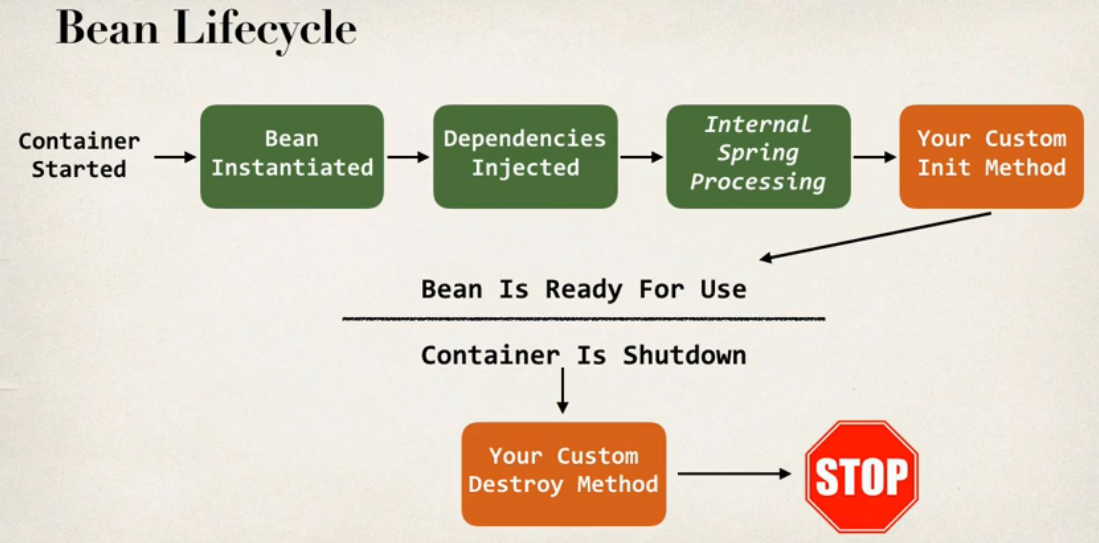 Bean Lifecycle
Container
Started
Bean
Instantiated
Dependencies
Injected
Internal
Spring
Processing
Your Custom
Init Method
Bean Is Ready For Use
Container Is Shutdown
Your Custom
Destroy Method
STOP